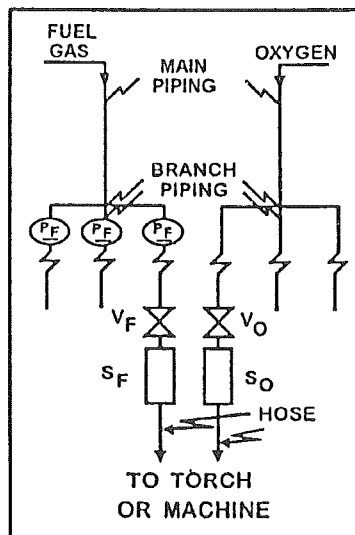 FUEL
GAS
OXYGEN
MAIN
PIPING
BRANCH
PIPING
PF
PF
PF
VF
VO
SF
SO
HOSE
TO TORCH
OR MACHINE